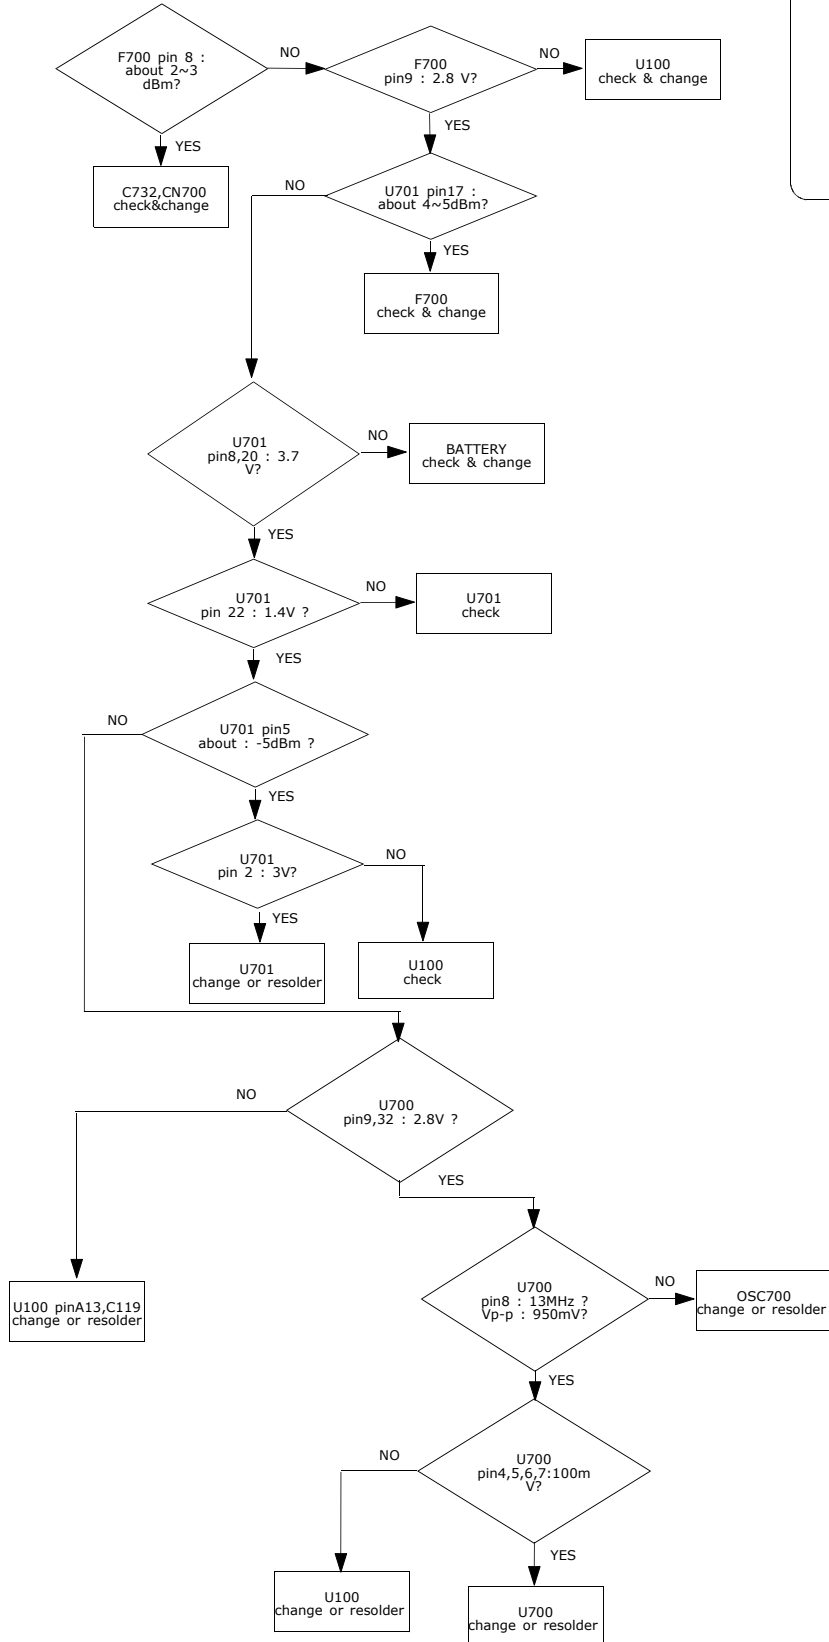 F700 pin 8 :
about 2~3
dBm?
NO
F700
pin9 : 2.8 V?
NO
U100
check & change
YES
YES
C732,CN700
check&change
NO
U701 pin17 :
about 4~5dBm?
YES
F700
check & change
U701
pin8,20 : 3.7
V?
NO
BATTERY
check & change
YES
U701
pin 22 : 1.4V ?
NO
U701
check
YES
NO
U701 pin5
about : -5dBm ?
YES
U701
pin 2 : 3V?
NO
YES
U701
change or resolder
U100
check
NO
U700
pin9,32 : 2.8V ?
YES
U100 pinA13,C119
change or resolder
U700
pin8 : 13MHz ?
Vp-p : 950mV?
NO
OSC700
change or resolder
YES
NO
U700
pin4,5,6,7:100m
V?
YES
U100
change or resolder
U700
change or resolder